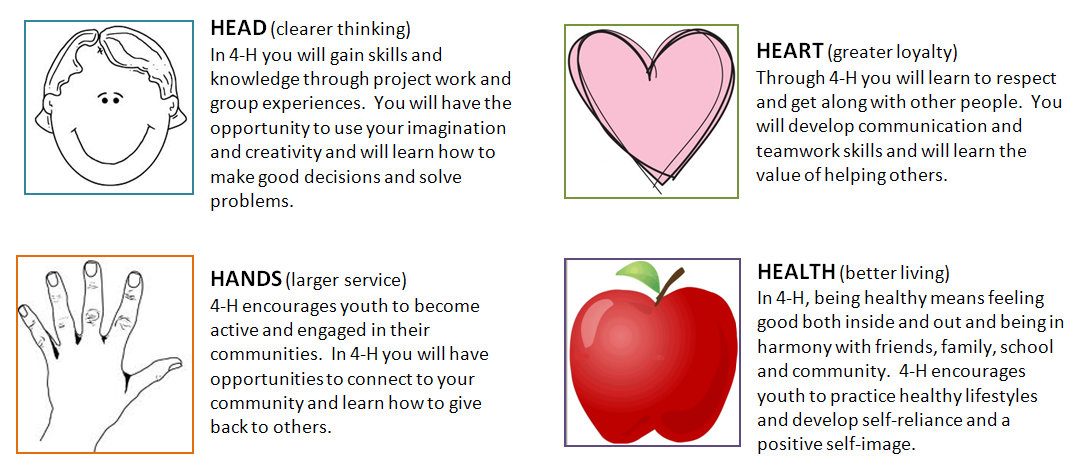 HEAD (clearer thinking)
In 4-H you will gain skills and
knowledge through project work and
group experiences.  You will have the
opportunity to use your imagination
and creativity and will learn how to
make good decisions and solve
problems.
HEART (greater loyalty)
Through 4-H you will learn to respect
and get along with other people.  You
will develop communication and
teamwork skills and will learn the
value of helping others.
HANDS (larger service)
4-H encourages youth to become
active and engaged in their
communities.  In 4-H you will have
opportunities to connect to your
community and learn how to give
back to others.
HEALTH (better living)
In 4-H, being healthy means feeling
good both inside and out and being in
harmony with friends, family, school
and community.  4-H encourages
youth to practice healthy lifestyles
and develop self-reliance and a
positive self-image.